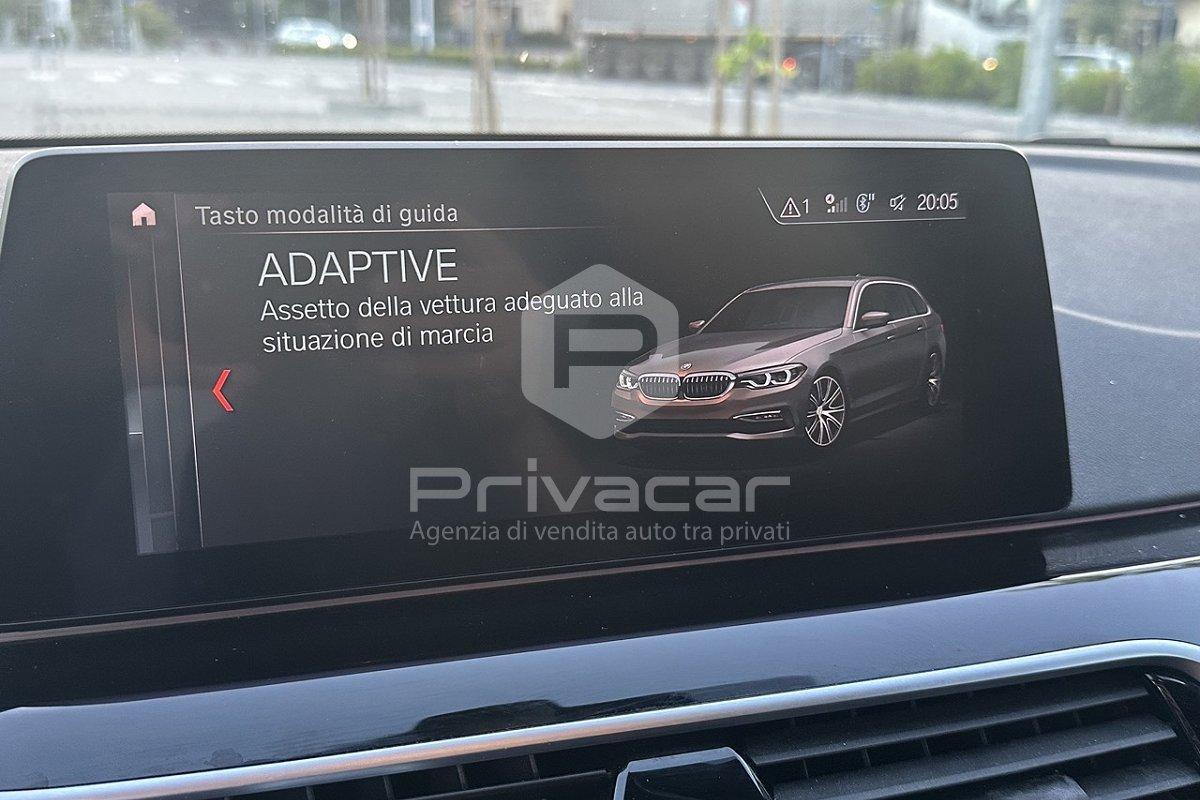 Tasto modalità di guida
1
20:05
ADAPTIVE
Assetto della vettura adeguato alla
situazione di marcia
P
Privacar
Agenzia di vendita auto tra privati